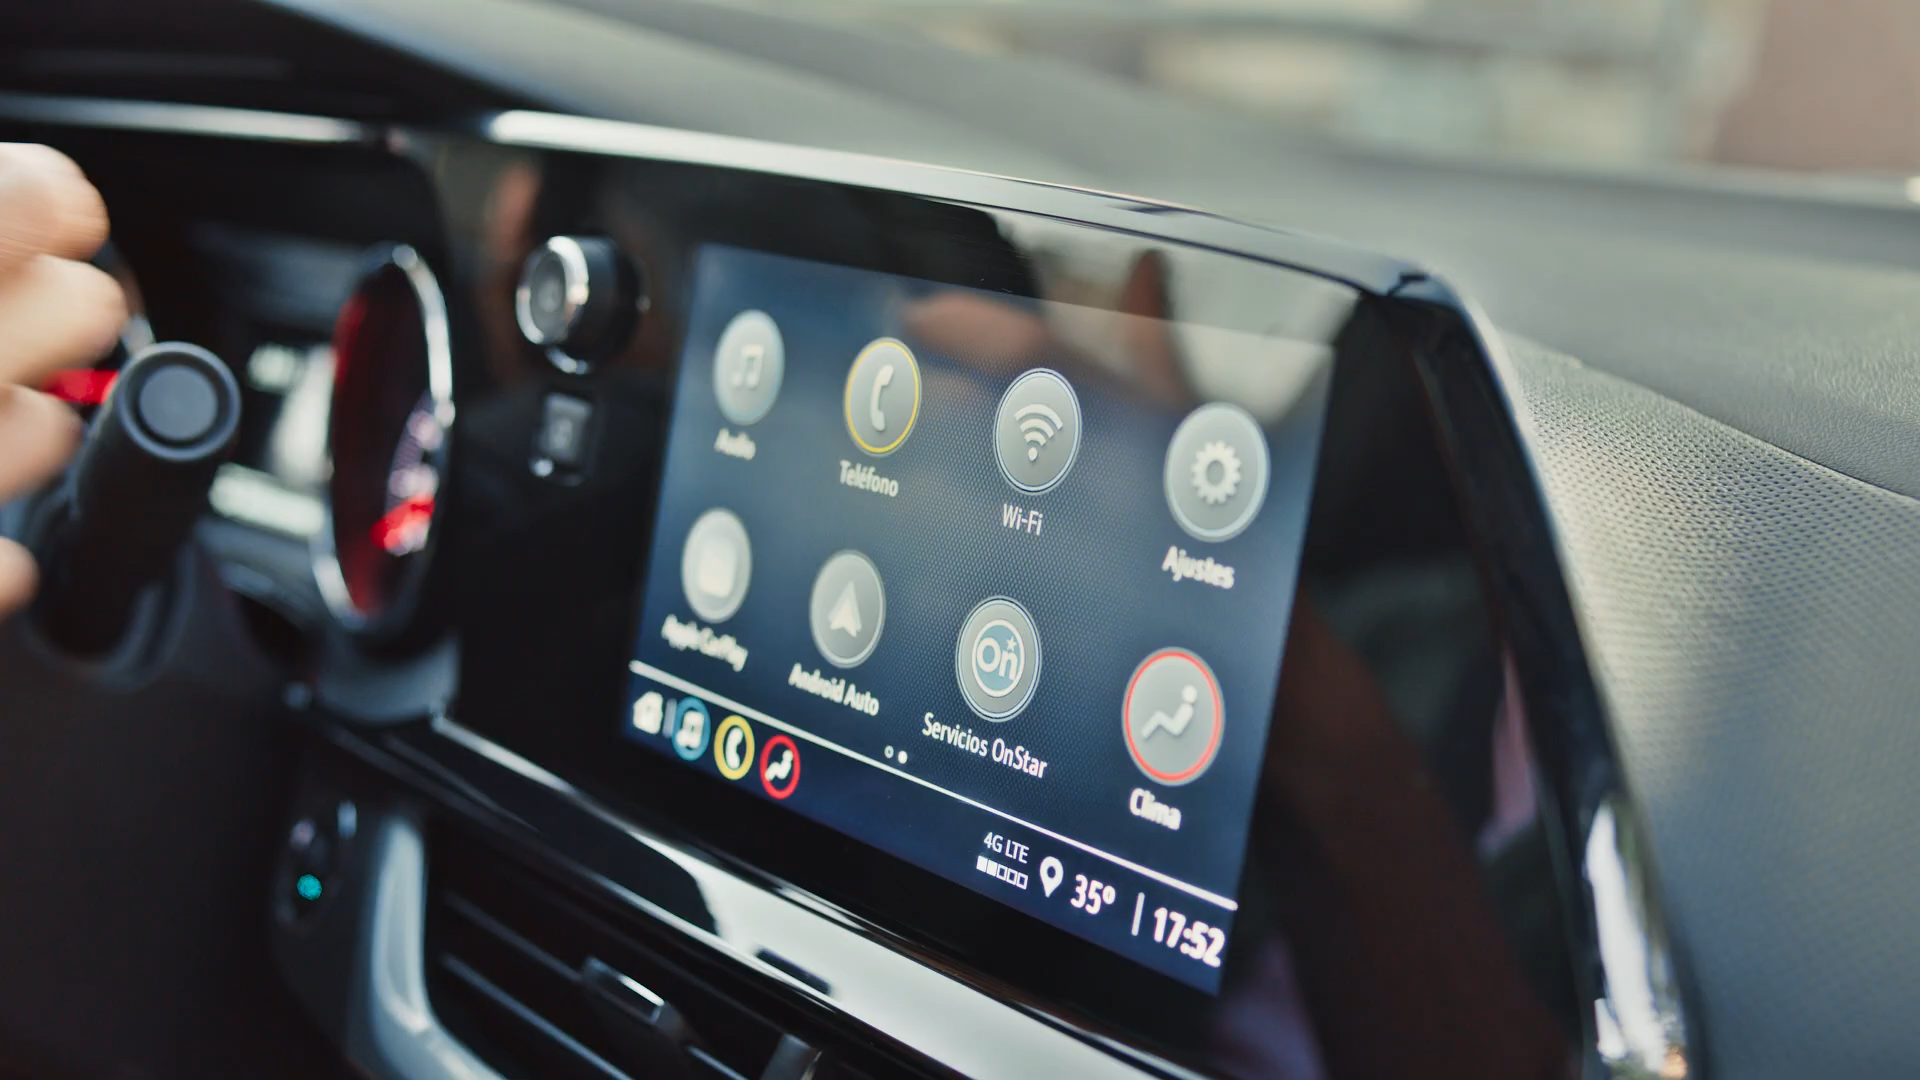 Audio
Teléfono
Wi-Fi
Ajustes
Apple CarPlay
Android Auto
On
Servicios OnStar
Clima
4G LTE
35°
17:52